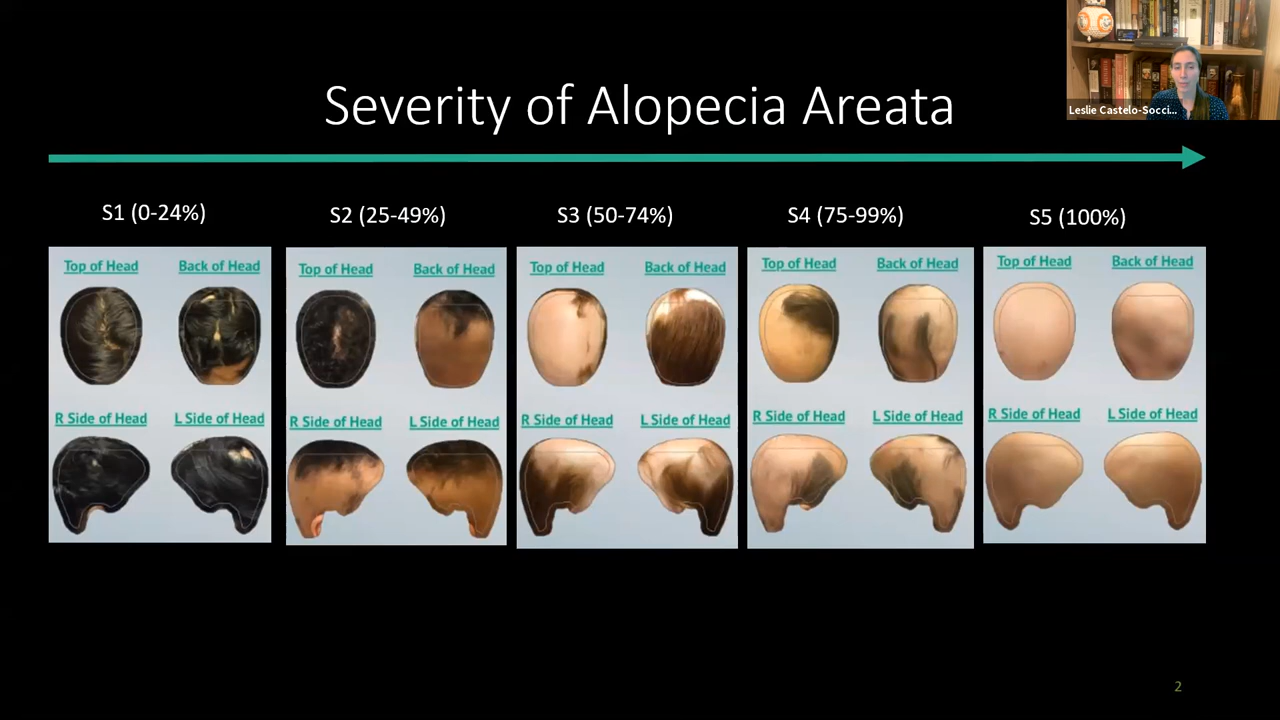 Leslie Castelo-Socci...
Severity of Alopecia Areata
S1 (0-24%)
S2 (25-49%)
S3 (50-74%)
S4 (75-99%)
S5 (100%)
Top of Head Back of Head
R Side of Head L Side of Head
Top of Head Back of Head
R Side of Head L Side of Head
Top of Head Back of Head
R Side of Head L Side of Head
Top of Head Back of Head
R Side of Head L Side of Head
Top of Head Back of Head
R Side of Head L Side of Head
2